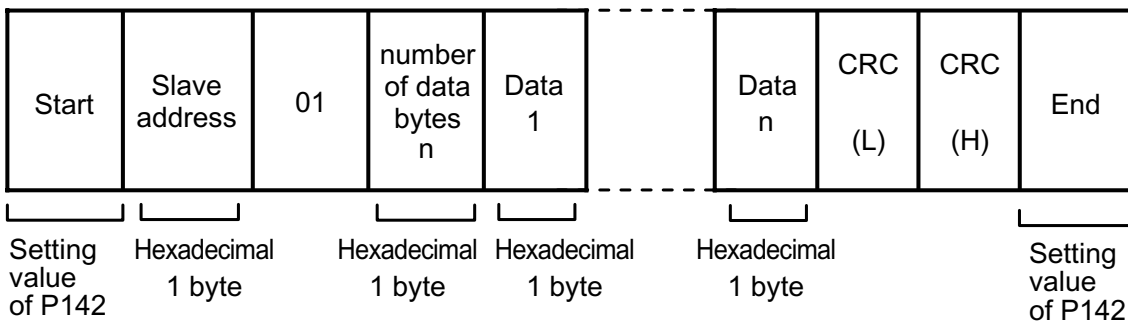 Start
Slave
address
01
number
of data
bytes
n
Data
1
Data
n
CRC
(L)
CRC
(H)
End
Setting
value
of P142
Hexadecimal
1 byte
Hexadecimal
1 byte
Hexadecimal
1 byte
Hexadecimal
1 byte
Setting
value
of P142